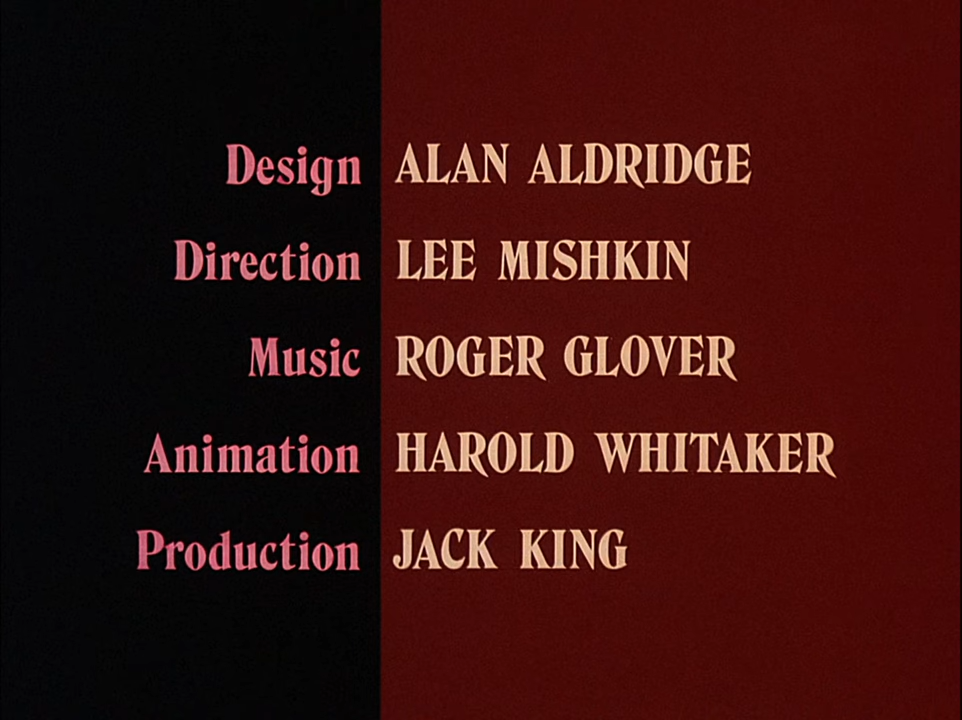 Design ALAN ALDRIDGE
Direction LEE MISHKIN
Music ROGER GLOVER
Animation HAROLD WHITAKER
Production JACK KING